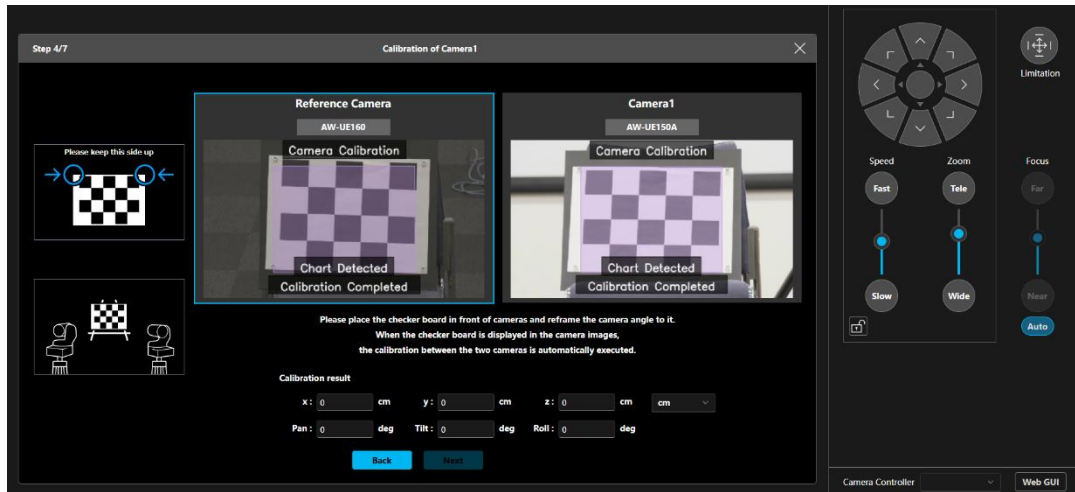 Step 4/7
Calibration of Camera1
Please keep this side up
Reference Camera
AW-UE160
Camera Calibration
Chart Detected
Calibration Completed
Camera1
AW-UE150A
Camera Calibration
Chart Detected
Calibration Completed
Please place the checker board in front of cameras and reframe the camera angle to it.
When the checker board is displayed in the camera images,
the calibration between the two cameras is automatically executed.
Calibration result
x : 0 cm y : 0 cm z : 0 cm cm
Pan : 0 deg Tilt : 0 deg Roll : 0 deg
Back Next
Limitation
Speed Zoom Focus
Fast Tele Far
Slow Wide Near
Auto
Camera Controller Web GUI